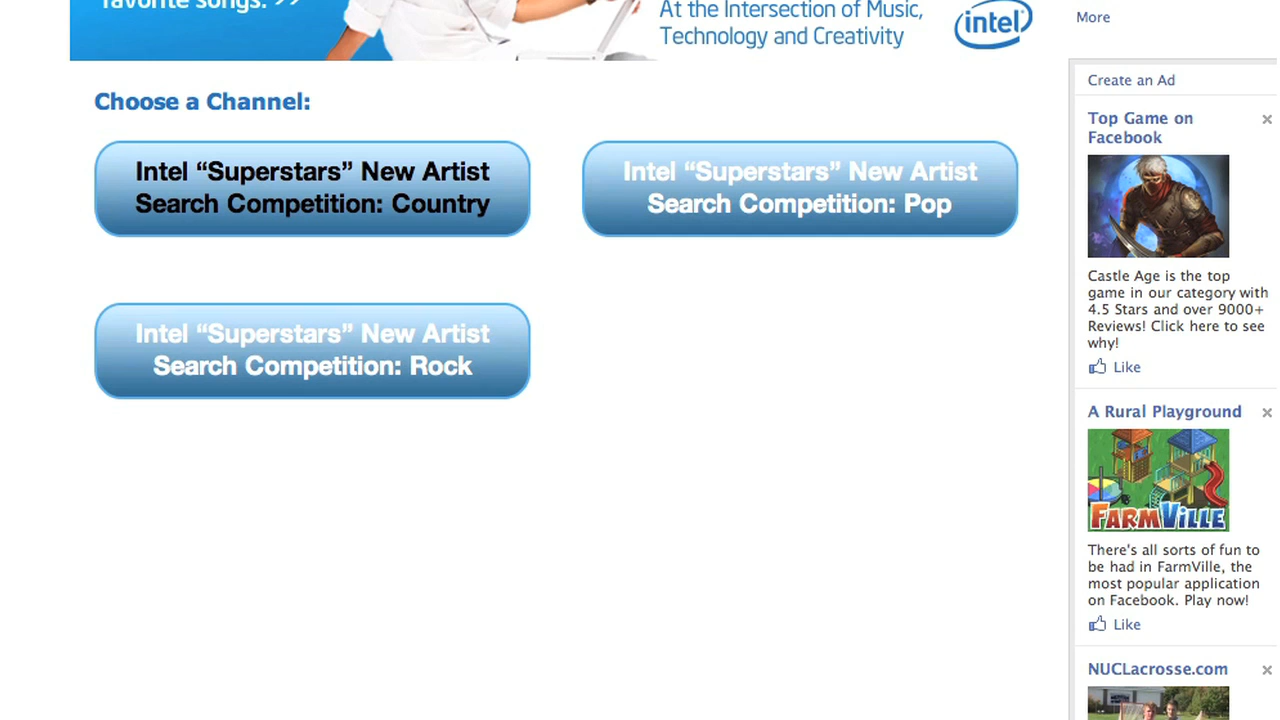 favorite songs. >>
At the Intersection of Music,
Technology and Creativity
intel
Choose a Channel:
Intel “Superstars” New Artist
Search Competition: Country
Intel “Superstars” New Artist
Search Competition: Pop
Intel “Superstars” New Artist
Search Competition: Rock
More
Create an Ad
Top Game on
Facebook
Castle Age is the top
game in our category with
4.5 Stars and over 9000+
Reviews! Click here to see
why!
Like
A Rural Playground
FARMVILLE
There's all sorts of fun to
be had in FarmVille, the
most popular application
on Facebook. Play now!
Like
NUCLacrosse.com